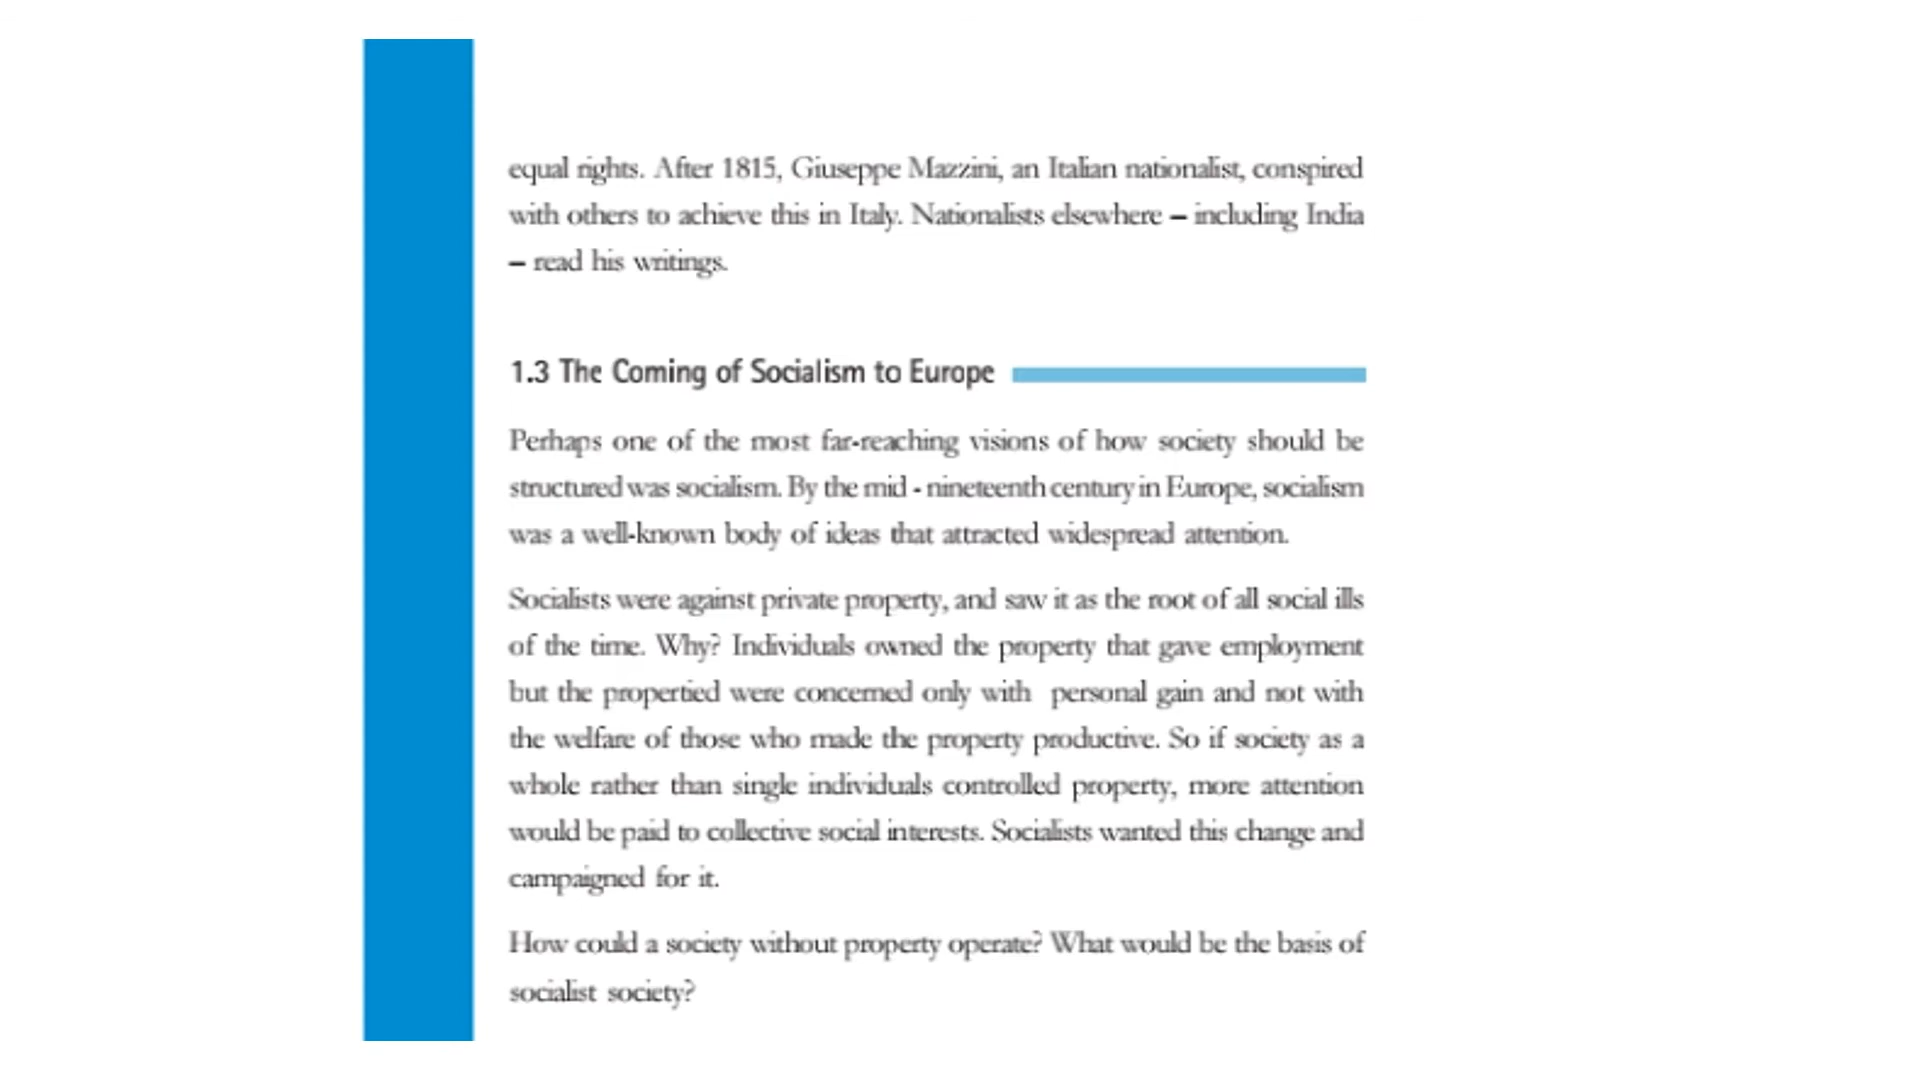 equal rights. After 1815, Giuseppe Mazzini, an Italian nationalist, conspired
with others to achieve this in Italy. Nationalists elsewhere – including India
– read his writings.
1.3 The Coming of Socialism to Europe
Perhaps one of the most far-reaching visions of how society should be
structured was socialism. By the mid - nineteenth century in Europe, socialism
was a well-known body of ideas that attracted widespread attention.
Socialists were against private property, and saw it as the root of all social ills
of the time. Why? Individuals owned the property that gave employment
but the propertied were concerned only with personal gain and not with
the welfare of those who made the property productive. So if society as a
whole rather than single individuals controlled property, more attention
would be paid to collective social interests. Socialists wanted this change and
campaigned for it.
How could a society without property operate? What would be the basis of
socialist society?